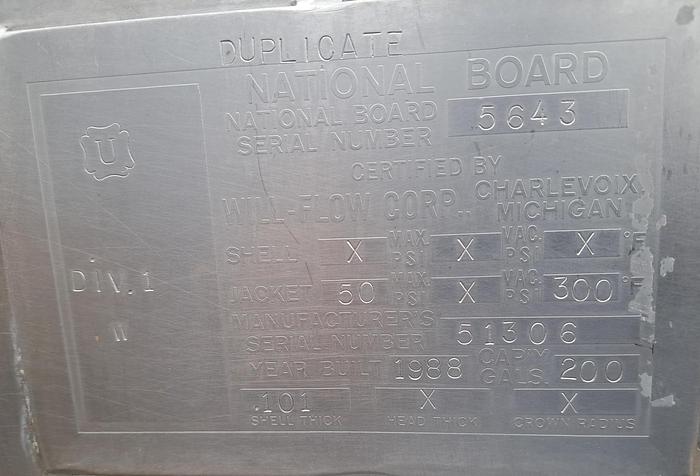 DUPLICATE
NATIONAL BOARD
NATIONAL BOARD SERIAL NUMBER 5643
U
CERTIFIED BY
WILL-FLOW CORP., CHARLEVOIX, MICHIGAN
SHELL X MAX. PSI X VAC. PSI X °F
DIV. 1
JACKET 50 MAX. PSI X VAC. PSI 300 °F
W
MANUFACTURER'S SERIAL NUMBER 51306
YEAR BUILT 1988 CAP'Y. GALS. 200
.101 X X
SHELL THICK HEAD THICK CROWN RADIUS